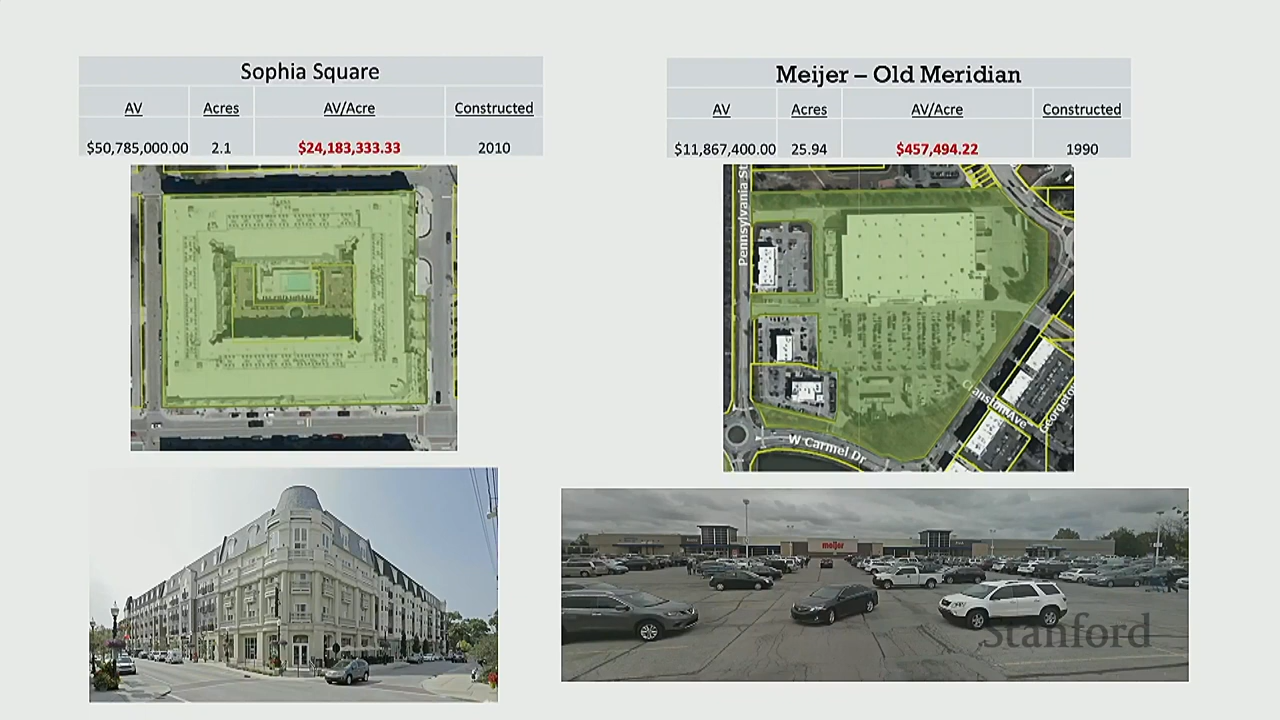 Sophia Square
AV Acres AV/Acre Constructed
$50,785,000.00 2.1 $24,183,333.33 2010
Meijer – Old Meridian
AV Acres AV/Acre Constructed
$11,867,400.00 25.94 $457,494.22 1990
Pennsylvania St
W Carmel Dr
Cranston Ave
meijer
Stanford